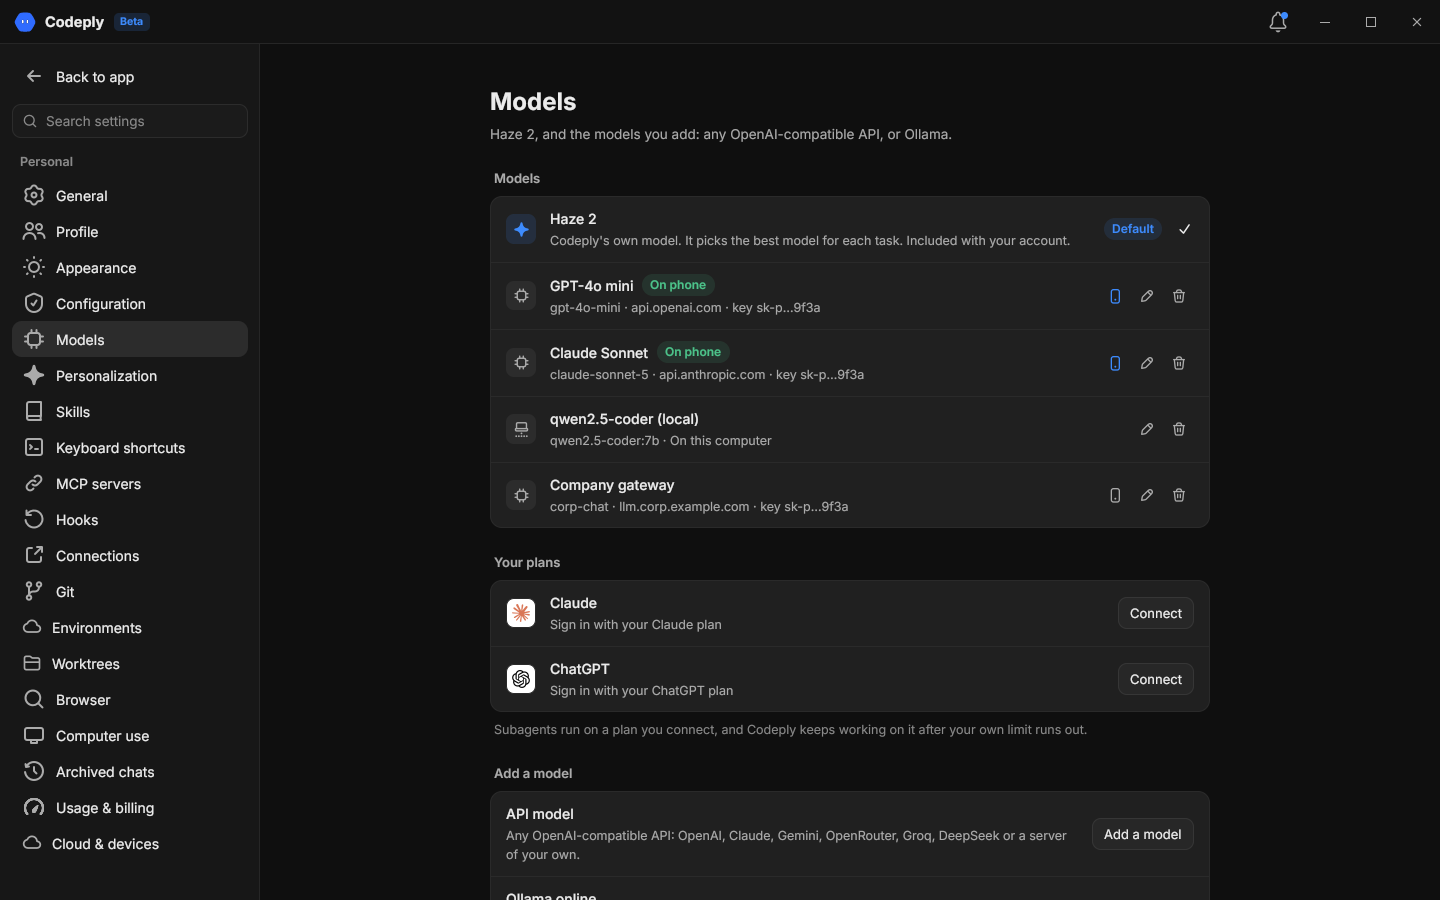 Codeply Beta
Back to app
Search settings
Personal
General
Profile
Appearance
Configuration
Models
Personalization
Skills
Keyboard shortcuts
MCP servers
Hooks
Connections
Git
Environments
Worktrees
Browser
Computer use
Archived chats
Usage & billing
Cloud & devices
Models
Haze 2, and the models you add: any OpenAI-compatible API, or Ollama.
Models
Haze 2
Codeply's own model. It picks the best model for each task. Included with your account.
Default
GPT-4o mini On phone
gpt-4o-mini · api.openai.com · key sk-p...9f3a
Claude Sonnet On phone
claude-sonnet-5 · api.anthropic.com · key sk-p...9f3a
qwen2.5-coder (local)
qwen2.5-coder:7b · On this computer
Company gateway
corp-chat · llm.corp.example.com · key sk-p...9f3a
Your plans
Claude
Sign in with your Claude plan
Connect
ChatGPT
Sign in with your ChatGPT plan
Connect
Subagents run on a plan you connect, and Codeply keeps working on it after your own limit runs out.
Add a model
API model
Any OpenAI-compatible API: OpenAI, Claude, Gemini, OpenRouter, Groq, DeepSeek or a server
of your own.
Add a model
Ollama online